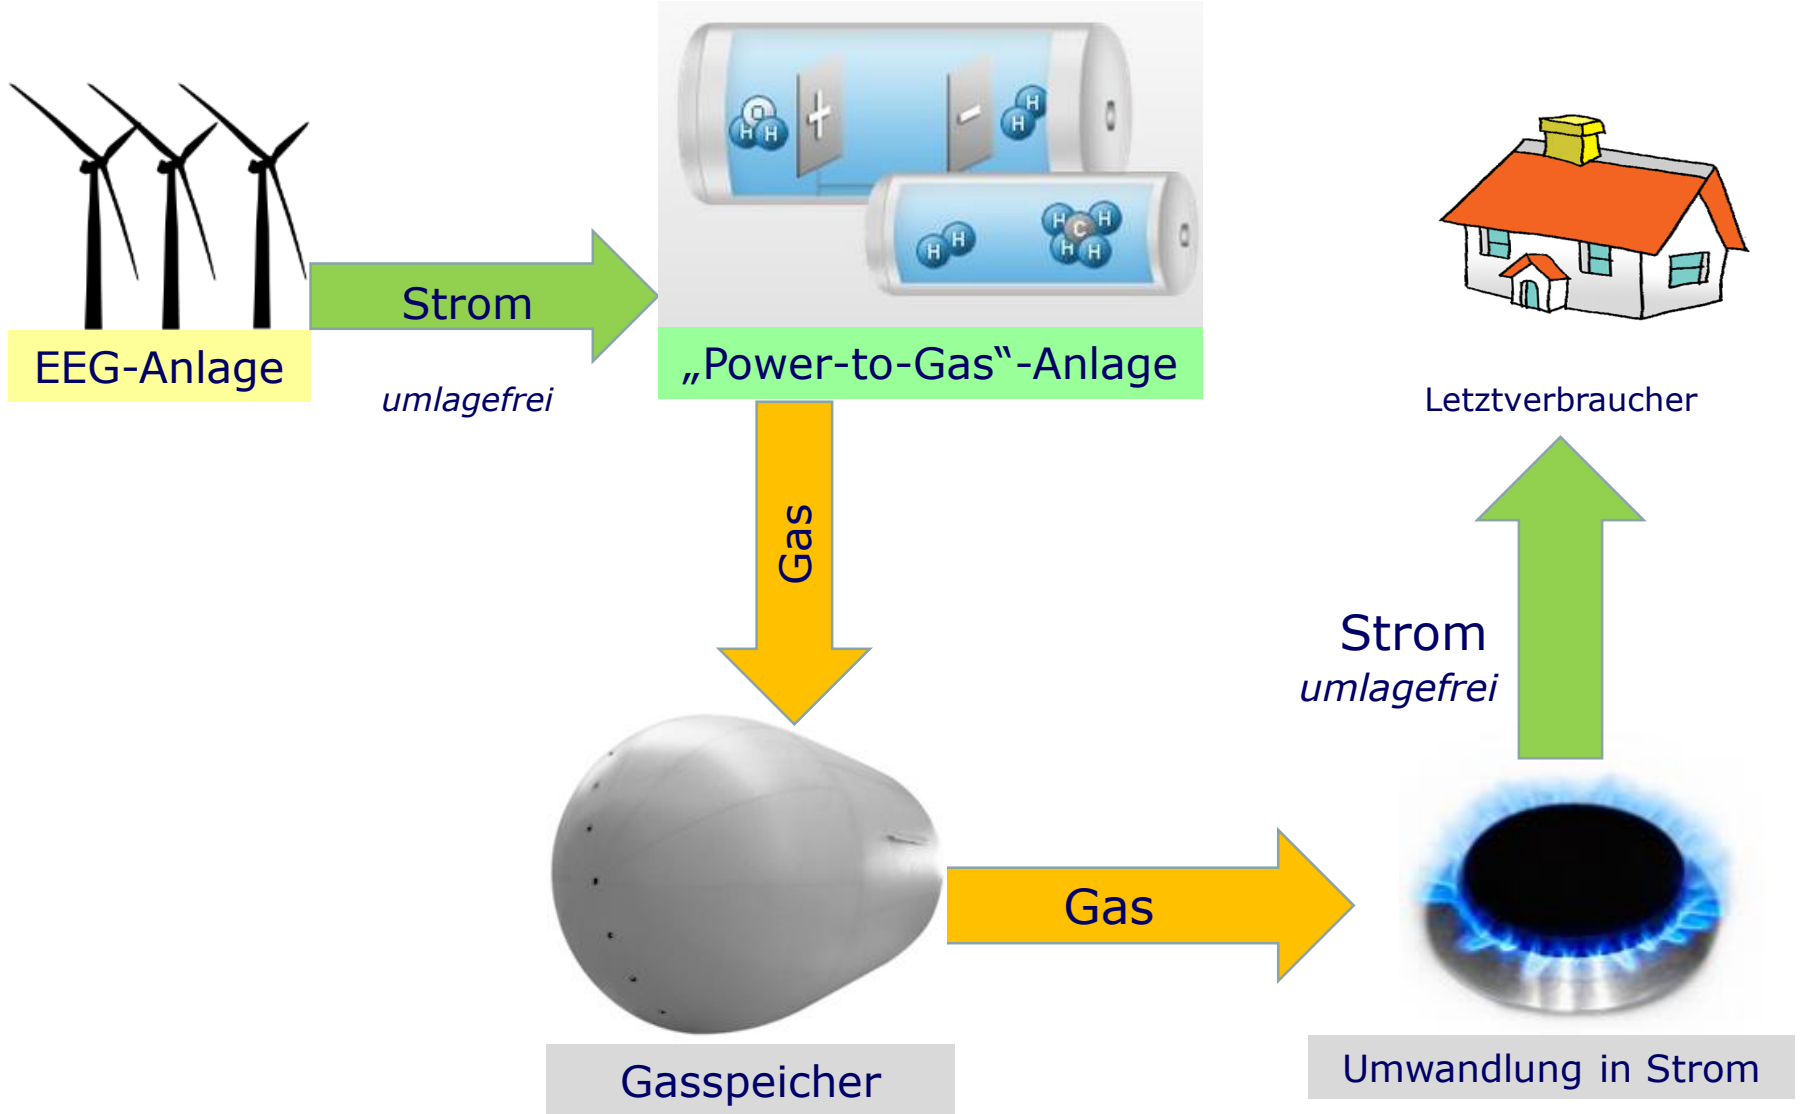 O
H H
+
-
H
H
H
H
H H
C
H H
Strom
EEG-Anlage
„Power-to-Gas“-Anlage
umlagefrei
Letztverbraucher
Gas
Strom
umlagefrei
Gas
Gasspeicher
Umwandlung in Strom